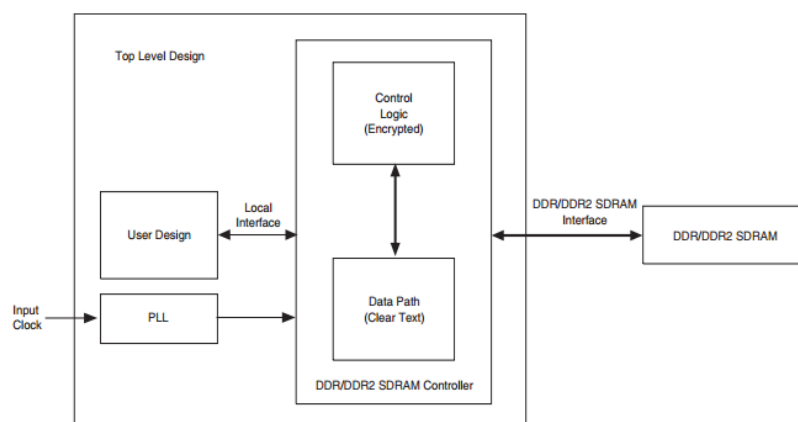 Top Level Design
Control
Logic
(Encrypted)
User Design
Local
Interface
DDR/DDR2 SDRAM
Interface
DDR/DDR2 SDRAM
Input
Clock
PLL
Data Path
(Clear Text)
DDR/DDR2 SDRAM Controller